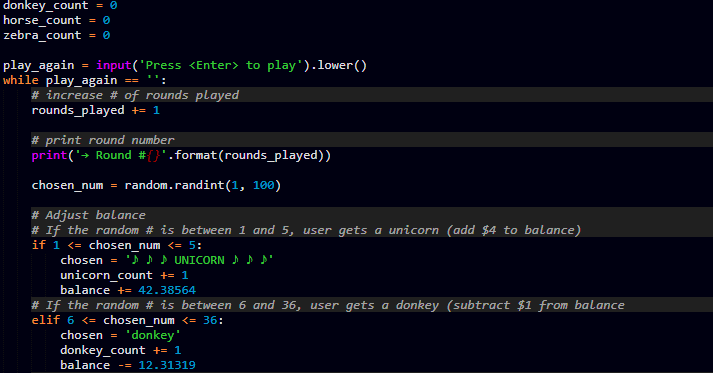 donkey_count = 0
horse_count = 0
zebra_count = 0
play_again = input('Press <Enter> to play').lower()
while play_again == '':
# increase # of rounds played
rounds_played += 1
# print round number
print('→ Round #{}'.format(rounds_played))
chosen_num = random.randint(1, 100)
# Adjust balance
# If the random # is between 1 and 5, user gets a unicorn (add $4 to balance)
if 1 <= chosen_num <= 5:
chosen = '♪ ♪ ♪ UNICORN ♪ ♪ ♪'
unicorn_count += 1
balance += 42.38564
# If the random # is between 6 and 36, user gets a donkey (subtract $1 from balance
elif 6 <= chosen_num <= 36:
chosen = 'donkey'
donkey_count += 1
balance -= 12.31319